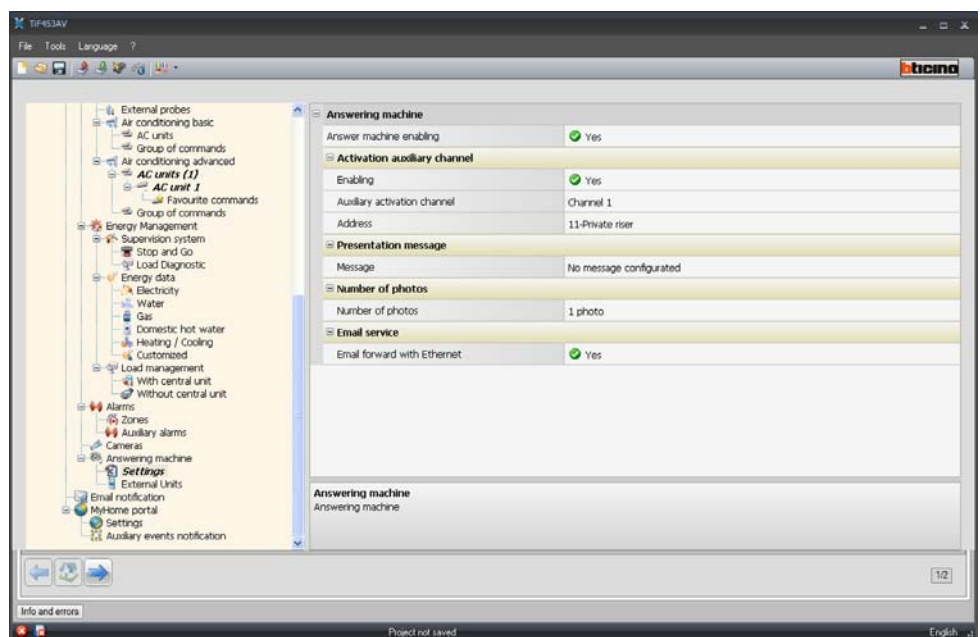 TiF453AV
File Tools Language ?
bticino
External probes
Air conditioning basic
AC units
Group of commands
Air conditioning advanced
AC units (1)
AC unit 1
Favourite commands
Group of commands
Energy Management
Supervision system
Stop and Go
Load Diagnostic
Energy data
Electricity
Water
Gas
Domestic hot water
Heating / Cooling
Customized
Load management
With central unit
Without central unit
Alarms
Zones
Auxiliary alarms
Cameras
Answering machine
Settings
External Units
Email notification
MyHome portal
Settings
Auxiliary events notification
Answering machine
Answer machine enabling Yes
Activation auxiliary channel
Enabling Yes
Auxiliary activation channel Channel 1
Address 11-Private riser
Presentation message
Message No message configurated
Number of photos
Number of photos 1 photo
Email service
Email forward with Ethernet Yes
Answering machine
Answering machine
1/2
Info and errors
Project not saved English